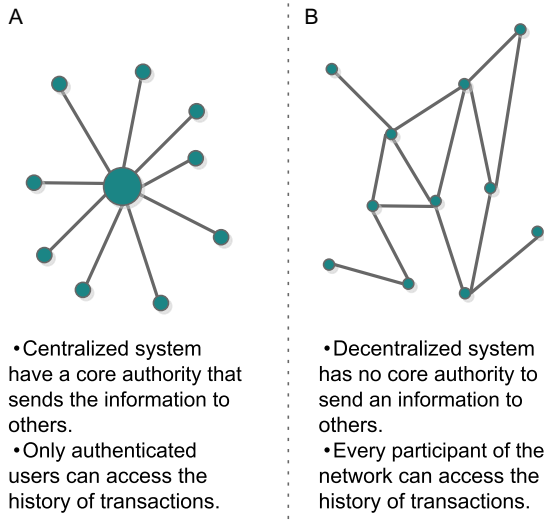 A
•Centralized system
have a core authority that
sends the information to
others.
•Only authenticated
users can access the
history of transactions.
B
•Decentralized system
has no core authority to
send an information to
others.
•Every participant of the
network can access the
history of transactions.